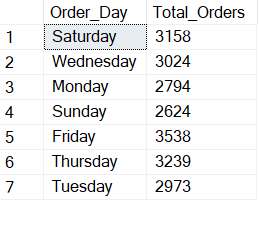 Order_Day Total_Orders
1 Saturday 3158
2 Wednesday 3024
3 Monday 2794
4 Sunday 2624
5 Friday 3538
6 Thursday 3239
7 Tuesday 2973